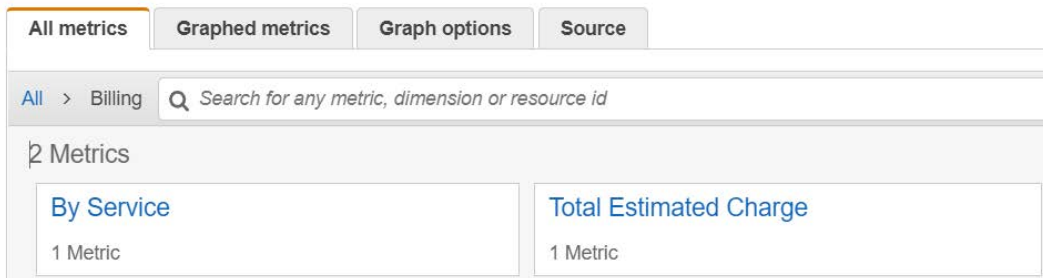 All metrics Graphed metrics Graph options Source
All > Billing Search for any metric, dimension or resource id
2 Metrics
By Service Total Estimated Charge
1 Metric 1 Metric